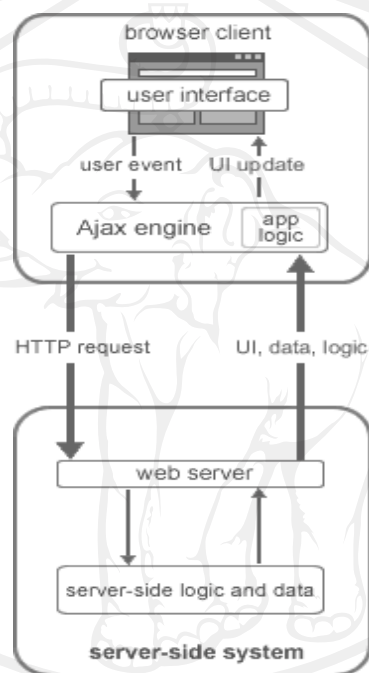 browser client
user interface
user event UI update
Ajax engine
app
logic
HTTP request UI, data, logic
web server
server-side logic and data
server-side system